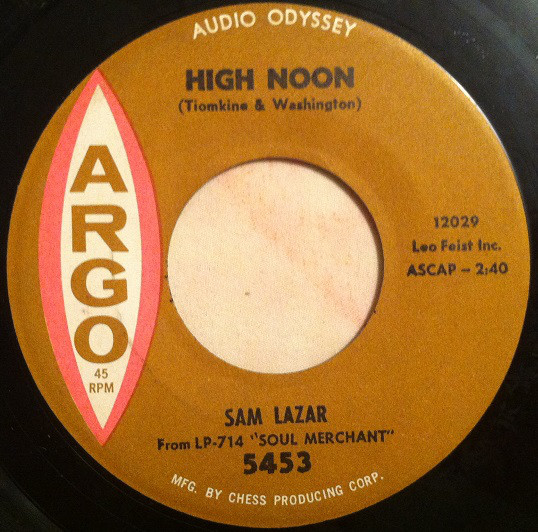 AUDIO ODYSSEY
HIGH NOON
(Tiomkine & Washington)
ARGO
45
RPM
12029
Leo Feist Inc.
ASCAP - 2:40
SAM LAZAR
From LP-714 "SOUL MERCHANT"
5453
MFG. BY CHESS PRODUCING CORP.